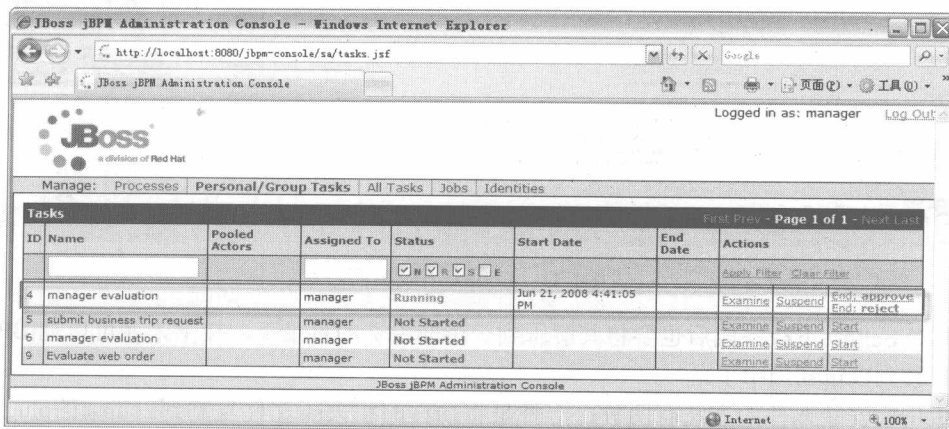 JBoss jBPM Administration Console - Windows Internet Explorer
http://localhost:8080/jbpm-console/sa/tasks.jsf
Google
JBoss jBPM Administration Console
页面(P) 工具(O)
Logged in as: manager Log Out
JBoss
a division of Red Hat
Manage: Processes Personal/Group Tasks All Tasks Jobs Identities
Tasks First Prev - Page 1 of 1 - Next Last
ID Name Pooled Actors Assigned To Status Start Date End Date Actions
N R S E Apply Filter Clear Filter
4 manager evaluation manager Running Jun 21, 2008 4:41:05 PM Examine Suspend End: approve End: reject
5 submit business trip request manager Not Started Examine Suspend Start
6 manager evaluation manager Not Started Examine Suspend Start
9 Evaluate web order manager Not Started Examine Suspend Start
JBoss jBPM Administration Console
Internet 100%